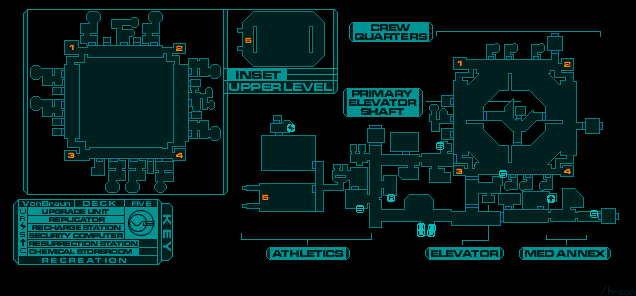 CREW
QUARTERS
1
2
5
INSET
UPPER LEVEL
PRIMARY
ELEVATOR
SHAFT
1
2
3
4
3
4
5
VonBraun DECK FIVE
U UPGRADE UNIT
R REPLICATOR
RECHARGE STATION
SECURITY COMPUTER
RESURRECTION STATION
CHEMICAL STOREROOM
RECREATION
KEY
ATHLETICS
ELEVATOR
MED ANNEX